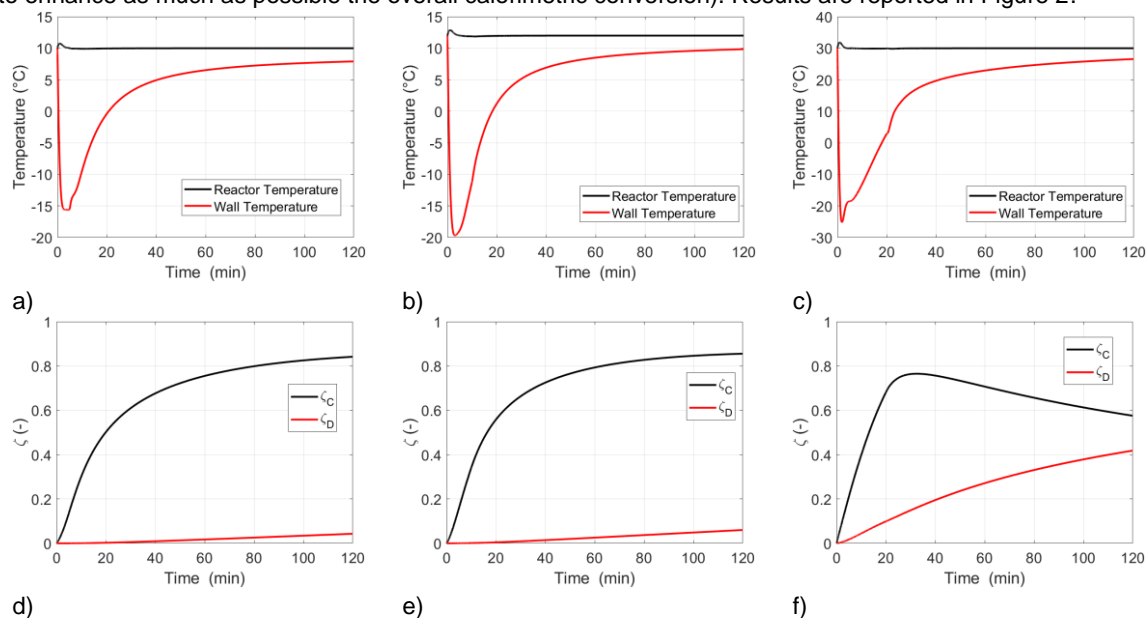 te enhance as much as possible the overall calorimetric conversion). Results are reported in Figure 2.
15
10
5
0
-5
-10
-15
-20
Temperature (°C)
Reactor Temperature
Wall Temperature
0 20 40 60 80 100 120
Time (min)
10
5
0
-5
-10
-15
-20
Temperature (°C)
Reactor Temperature
Wall Temperature
0 20 40 60 80 100 120
Time (min)
40
30
20
10
0
-10
-20
-30
Temperature (°C)
Reactor Temperature
Wall Temperature
0 20 40 60 80 100 120
Time (min)
a) b) c)
1
0.8
0.6
0.4
0.2
0
ζ (-)
ζC
ζD
0 20 40 60 80 100 120
Time (min)
1
0.8
0.6
0.4
0.2
0
ζ (-)
ζC
ζD
0 20 40 60 80 100 120
Time (min)
1
0.8
0.6
0.4
0.2
0
ζ (-)
ζC
ζD
0 20 40 60 80 100 120
Time (min)
d) e) f)